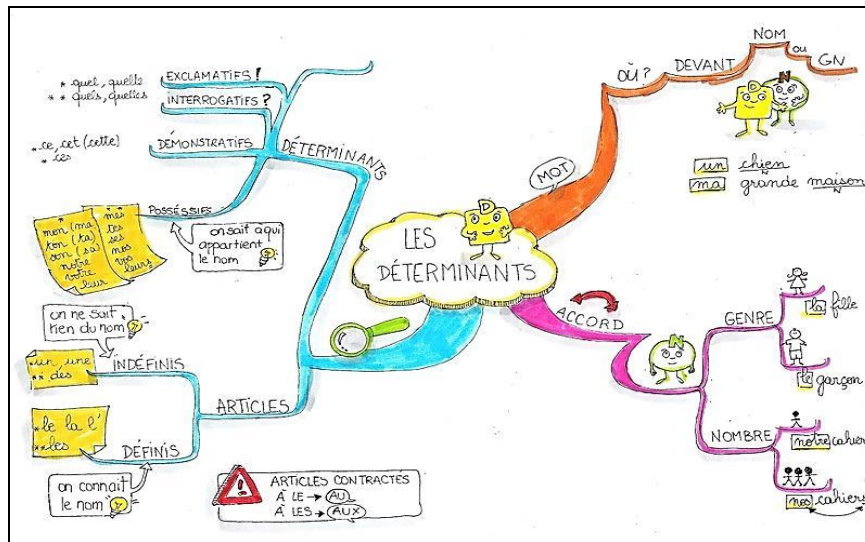 LES
DÉTERMINANTS
MOT
OÙ?
DEVANT
NOM
ou
GN
N
D
un chien
ma grande maison
ACCORD
N
GENRE
la fille
le garçon
NOMBRE
notre cahier
nos cahiers
DÉTERMINANTS
EXCLAMATIFS!
* quel, quelle
** quels, quelles
INTERROGATIFS?
DÉMONSTRATIFS
* ce, cet (cette)
* ces
POSSÉSSIFS
mon (ma
ton (ta)
son (sa)
notre
votre
leur
mes
tes
ses
nos
vos
leurs
on sait à qui
appartient
le nom
ARTICLES
INDÉFINIS
on ne sait
rien du nom
* un, une
** des
DÉFINIS
* le la l'
** les
on connaît
le nom
ARTICLES CONTRACTÉS
À LE → AU
À LES → AUX